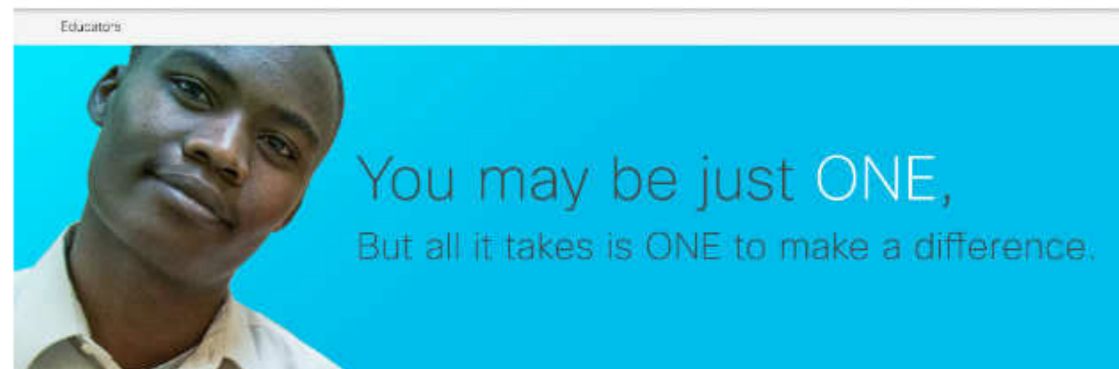 Educators
You may be just ONE,
But all it takes is ONE to make a difference.